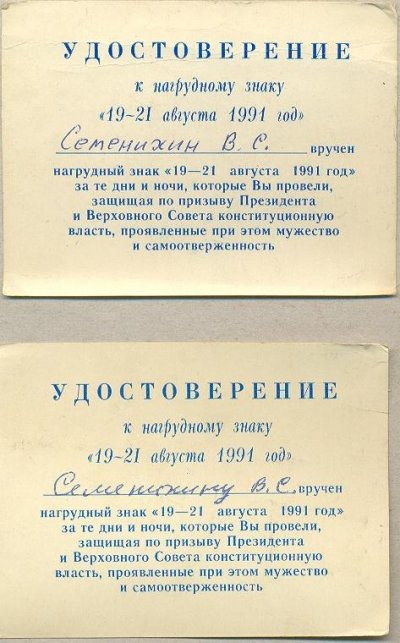 УДОСТОВЕРЕНИЕ
к нагрудному знаку
«19–21 августа 1991 год»
Семенихин В. С. вручен
нагрудный знак «19—21 августа 1991 год»
за те дни и ночи, которые Вы провели,
защищая по призыву Президента
и Верховного Совета конституционную
власть, проявленные при этом мужество
и самоотверженность
УДОСТОВЕРЕНИЕ
к нагрудному знаку
«19–21 августа 1991 год»
Семенихину В. С. вручен
нагрудный знак «19—21 августа 1991 год»
за те дни и ночи, которые Вы провели,
защищая по призыву Президента
и Верховного Совета конституционную
власть, проявленные при этом мужество
и самоотверженность